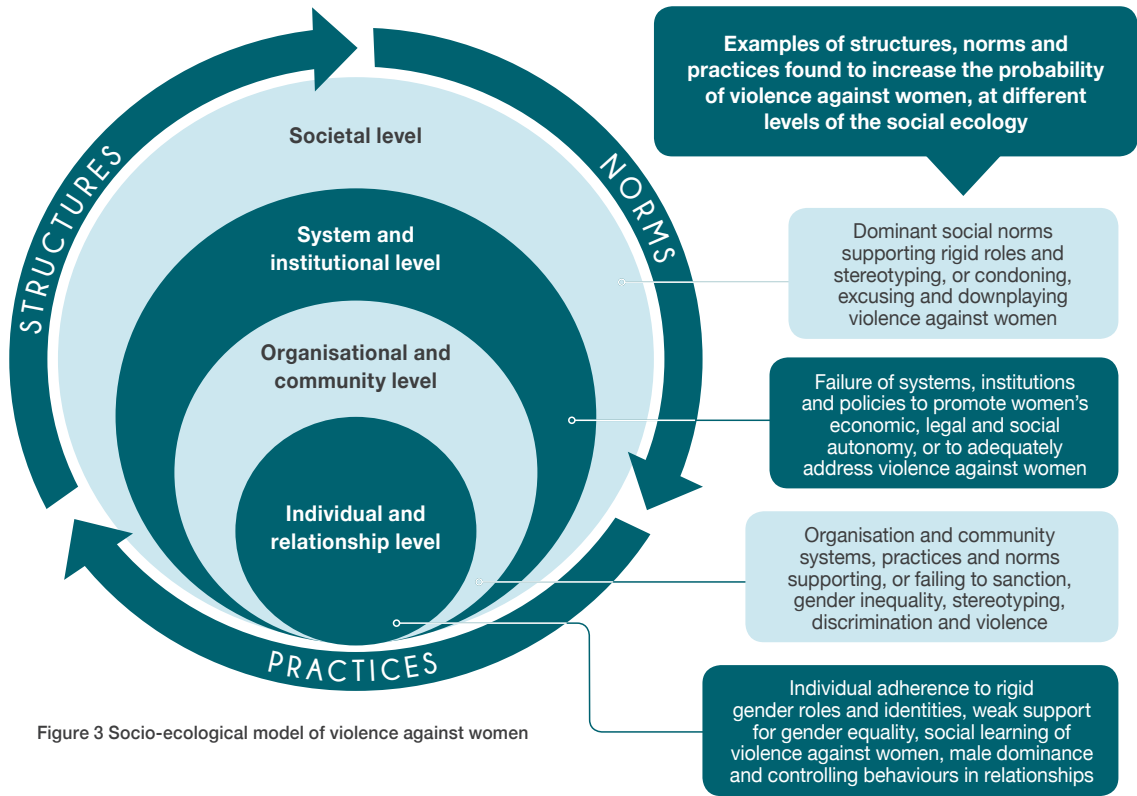 STRUCTURES
NORMS
PRACTICES
Societal level
System and
institutional level
Organisational and
community level
Individual and
relationship level
Examples of structures, norms and
practices found to increase the probability
of violence against women, at different
levels of the social ecology
Dominant social norms
supporting rigid roles and
stereotyping, or condoning,
excusing and downplaying
violence against women
Failure of systems, institutions
and policies to promote women’s
economic, legal and social
autonomy, or to adequately
address violence against women
Organisation and community
systems, practices and norms
supporting, or failing to sanction,
gender inequality, stereotyping,
discrimination and violence
Individual adherence to rigid
gender roles and identities, weak support
for gender equality, social learning of
violence against women, male dominance
and controlling behaviours in relationships
Figure 3 Socio-ecological model of violence against women